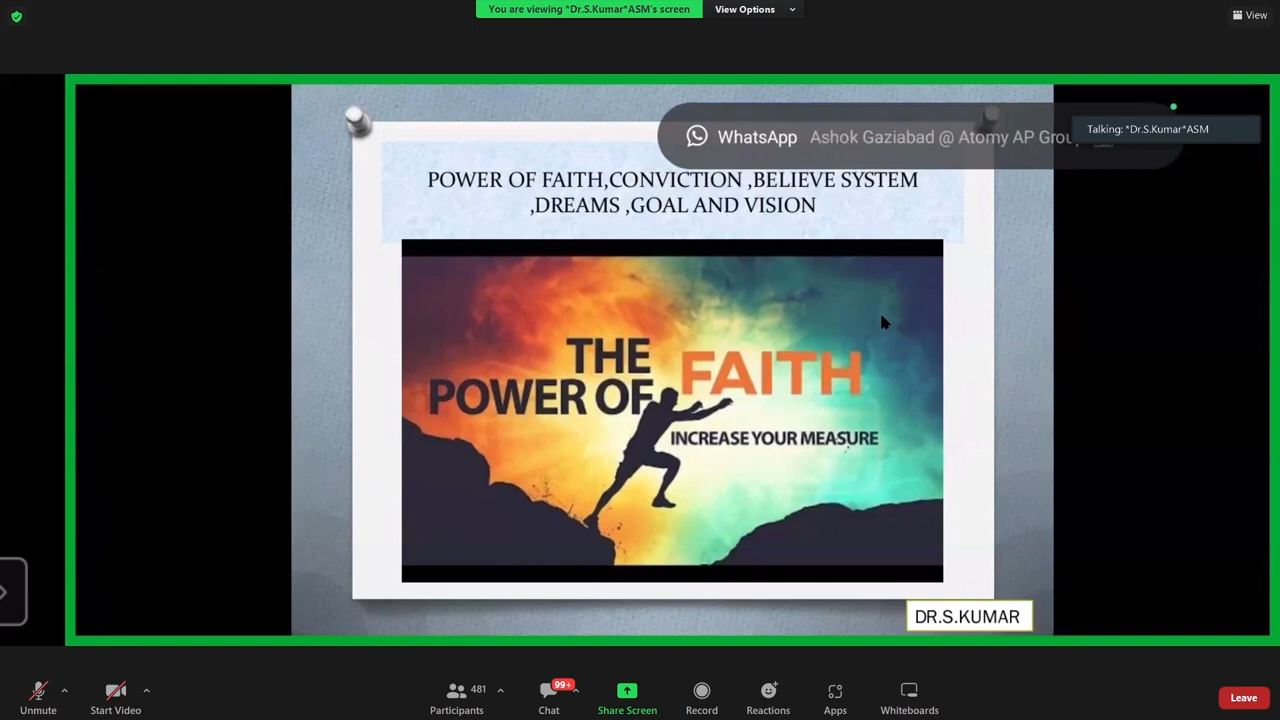 You are viewing *Dr.S.Kumar*ASM's screen
View Options
View
WhatsApp Ashok Gaziabad @ Atomy AP Grou
Talking: *Dr.S.Kumar*ASM
POWER OF FAITH,CONVICTION ,BELIEVE SYSTEM
,DREAMS ,GOAL AND VISION
THE
POWER OF
FAITH
INCREASE YOUR MEASURE
DR.S.KUMAR
Unmute
Start Video
481
Participants
99+
Chat
Share Screen
Record
Reactions
Apps
Whiteboards
Leave